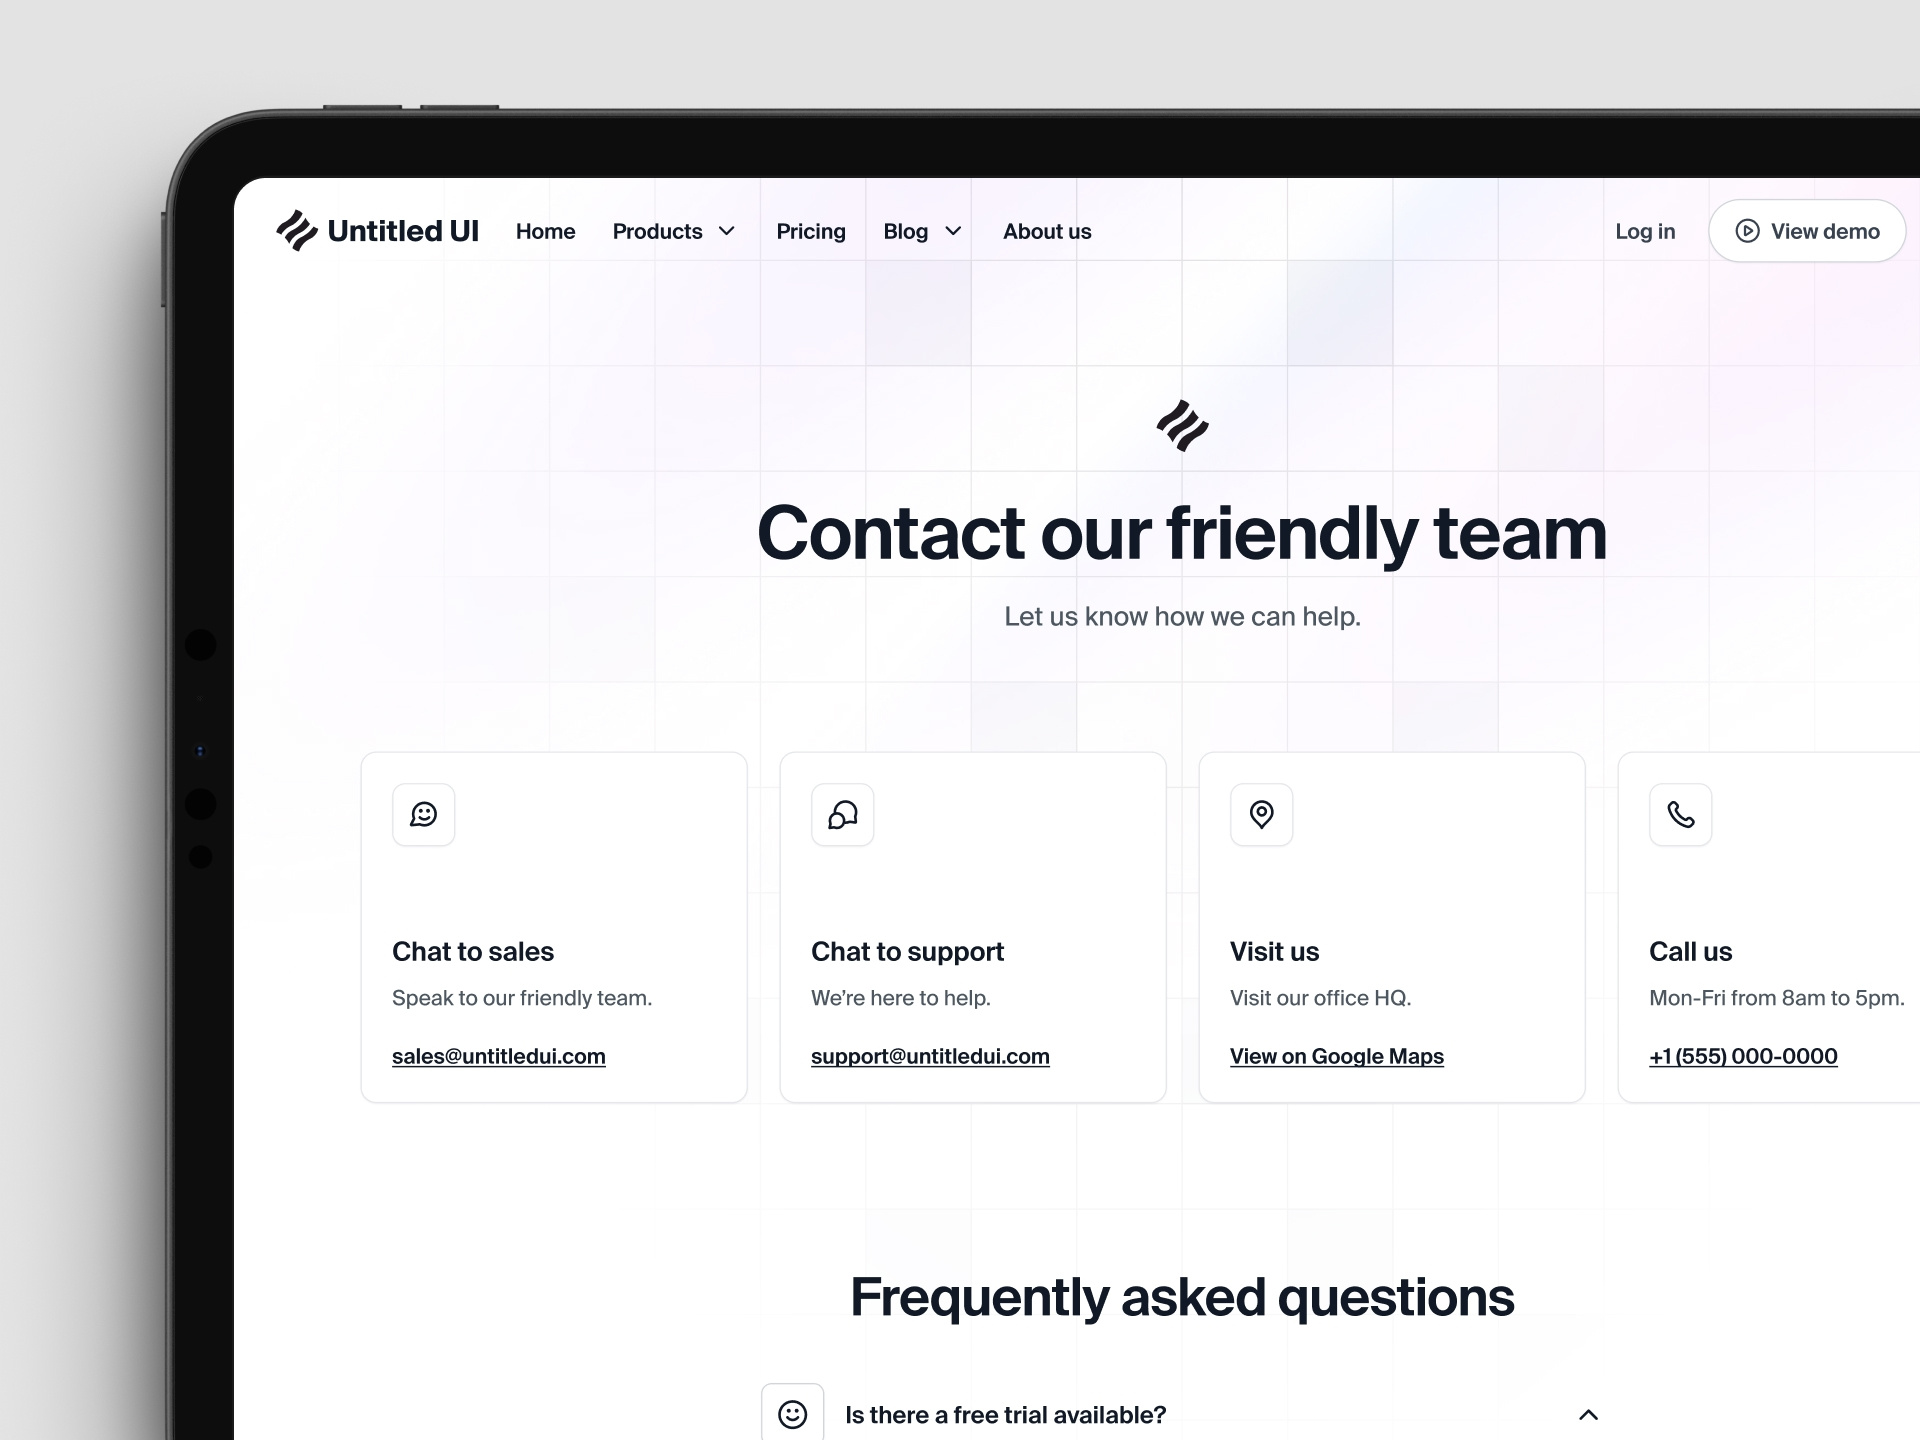 Untitled UI Home Products Pricing Blog About us Log in View demo
Contact our friendly team
Let us know how we can help.
Chat to sales
Speak to our friendly team.
sales@untitledui.com
Chat to support
We’re here to help.
support@untitledui.com
Visit us
Visit our office HQ.
View on Google Maps
Call us
Mon-Fri from 8am to 5pm.
+1 (555) 000-0000
Frequently asked questions
Is there a free trial available?